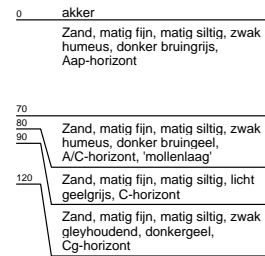 0 akker
Zand, matig fijn, matig siltig, zwak
humeus, donker bruingrijs,
Aap-horizont
70
80 Zand, matig fijn, matig siltig, zwak
90 humeus, donker bruingeel,
A/C-horizont, 'mollenlaag'
120 Zand, matig fijn, matig siltig, licht
geelgrijs, C-horizont
Zand, matig fijn, matig siltig, zwak
gleyhoudend, donkergeel,
Cg-horizont